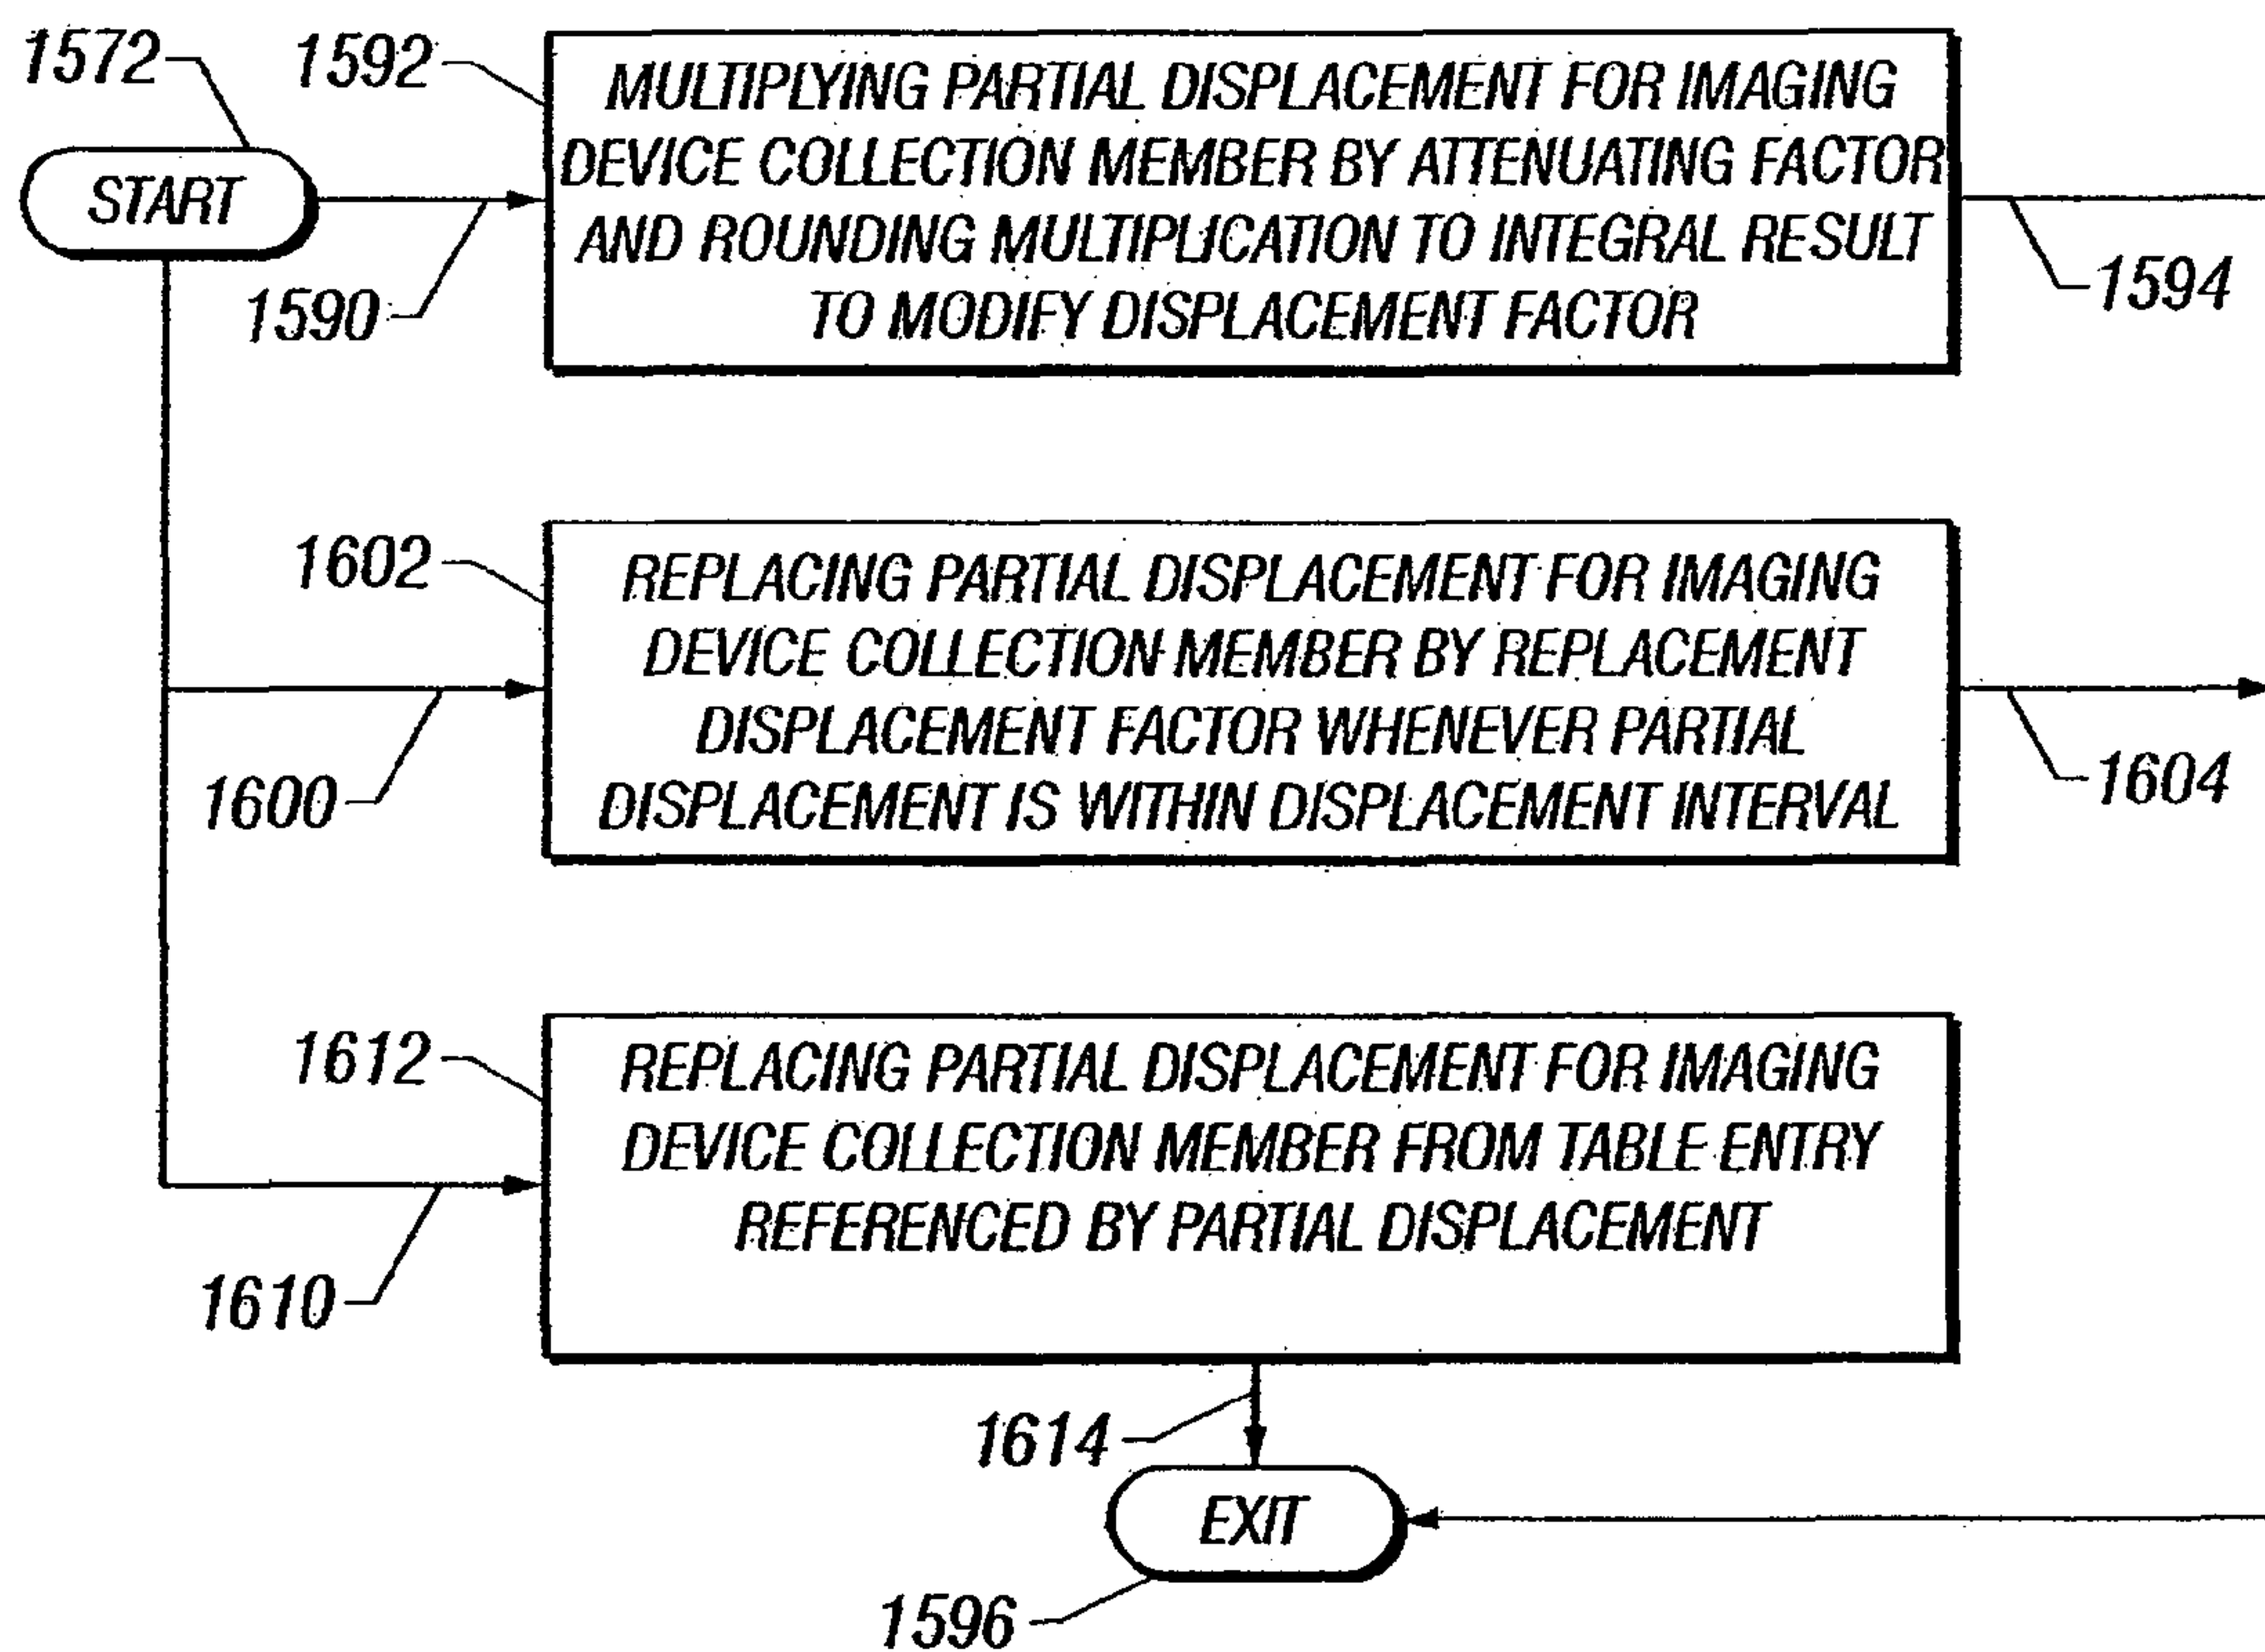 1572
1592
START
1590
MULTIPLYING PARTIAL DISPLACEMENT FOR IMAGING
DEVICE COLLECTION MEMBER BY ATTENUATING FACTOR
AND ROUNDING MULTIPLICATION TO INTEGRAL RESULT
TO MODIFY DISPLACEMENT FACTOR
1594
1602
REPLACING PARTIAL DISPLACEMENT FOR IMAGING
DEVICE COLLECTION MEMBER BY REPLACEMENT
DISPLACEMENT FACTOR WHENEVER PARTIAL
DISPLACEMENT IS WITHIN DISPLACEMENT INTERVAL
1600
1604
1612
REPLACING PARTIAL DISPLACEMENT FOR IMAGING
DEVICE COLLECTION MEMBER FROM TABLE ENTRY
REFERENCED BY PARTIAL DISPLACEMENT
1610
1614
EXIT
1596